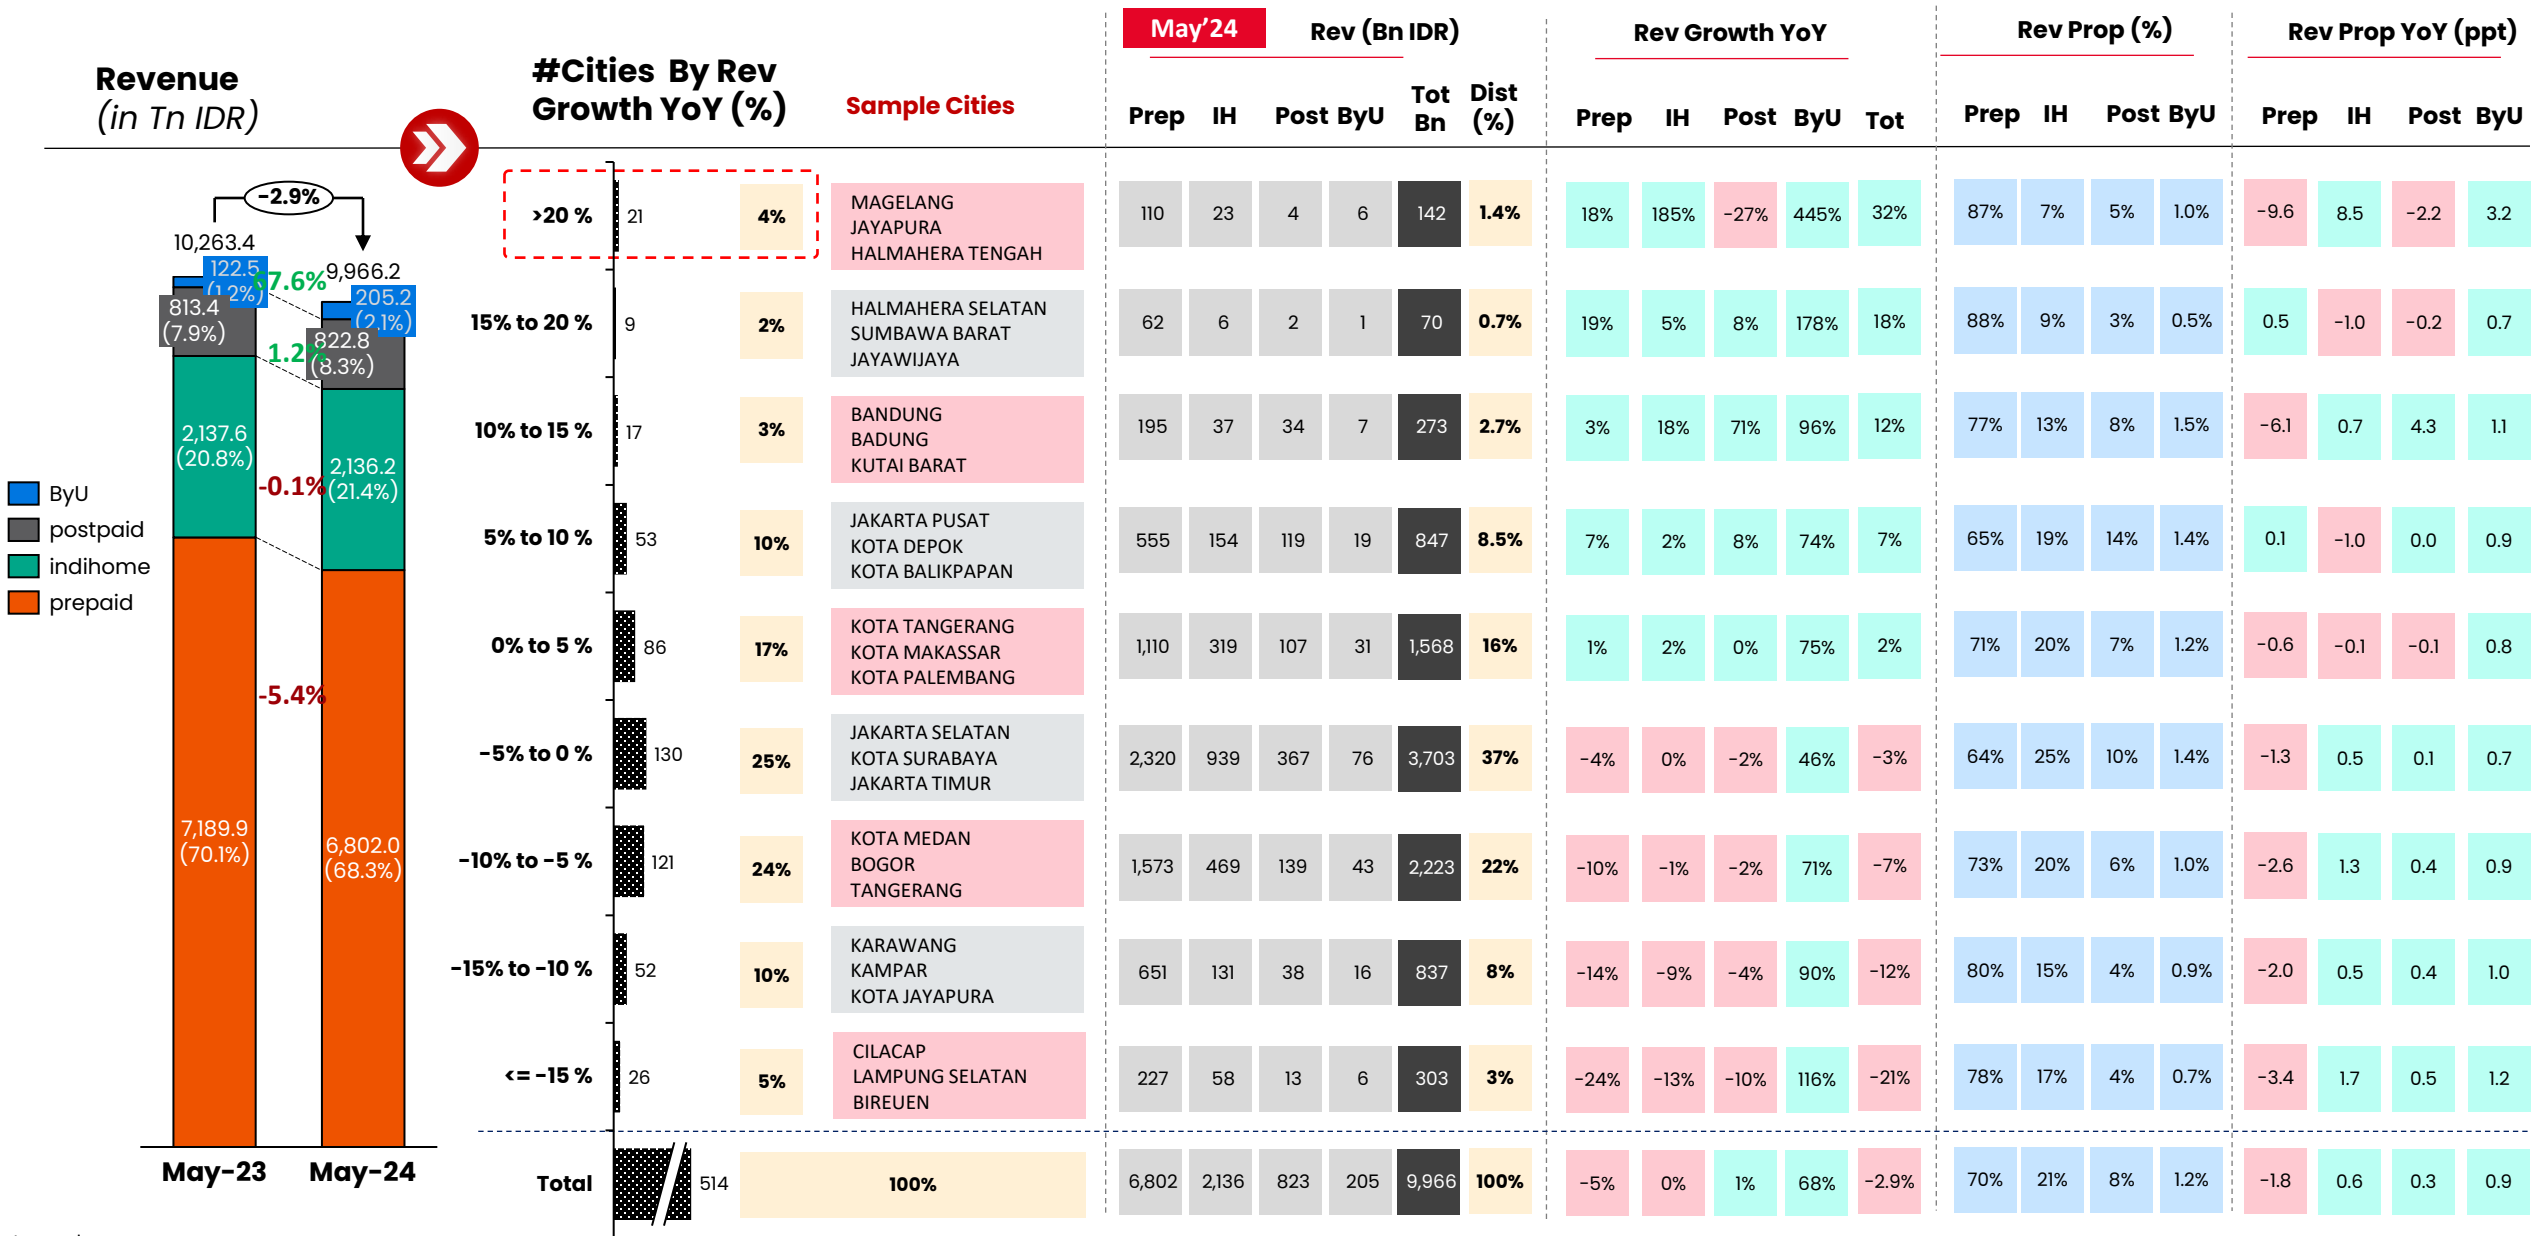 Revenue
(in Tn IDR)
-2.9%
10,263.4
9,966.2
122.5
(1.2%)
67.6%
205.2
(2.1%)
813.4
(7.9%)
1.2%
822.8
(8.3%)
2,137.6
(20.8%)
-0.1%
2,136.2
(21.4%)
-5.4%
7,189.9
(70.1%)
6,802.0
(68.3%)
ByU
postpaid
indihome
prepaid
May-23 May-24
#Cities By Rev
Growth YoY (%)
Sample Cities
May'24 Rev (Bn IDR) Rev Growth YoY Rev Prop (%) Rev Prop YoY (ppt)
Prep IH Post ByU Tot Bn Dist (%) Prep IH Post ByU Tot Prep IH Post ByU Prep IH Post ByU
>20 % 21 4%
MAGELANG
JAYAPURA
HALMAHERA TENGAH
110 23 4 6 142 1.4% 18% 185% -27% 445% 32% 87% 7% 5% 1.0% -9.6 8.5 -2.2 3.2
15% to 20 % 9 2%
HALMAHERA SELATAN
SUMBAWA BARAT
JAYAWIJAYA
62 6 2 1 70 0.7% 19% 5% 8% 178% 18% 88% 9% 3% 0.5% 0.5 -1.0 -0.2 0.7
10% to 15 % 17 3%
BANDUNG
BADUNG
KUTAI BARAT
195 37 34 7 273 2.7% 3% 18% 71% 96% 12% 77% 13% 8% 1.5% -6.1 0.7 4.3 1.1
5% to 10 % 53 10%
JAKARTA PUSAT
KOTA DEPOK
KOTA BALIKPAPAN
555 154 119 19 847 8.5% 7% 2% 8% 74% 7% 65% 19% 14% 1.4% 0.1 -1.0 0.0 0.9
0% to 5 % 86 17%
KOTA TANGERANG
KOTA MAKASSAR
KOTA PALEMBANG
1,110 319 107 31 1,568 16% 1% 2% 0% 75% 2% 71% 20% 7% 1.2% -0.6 -0.1 -0.1 0.8
-5% to 0 % 130 25%
JAKARTA SELATAN
KOTA SURABAYA
JAKARTA TIMUR
2,320 939 367 76 3,703 37% -4% 0% -2% 46% -3% 64% 25% 10% 1.4% -1.3 0.5 0.1 0.7
-10% to -5 % 121 24%
KOTA MEDAN
BOGOR
TANGERANG
1,573 469 139 43 2,223 22% -10% -1% -2% 71% -7% 73% 20% 6% 1.0% -2.6 1.3 0.4 0.9
-15% to -10 % 52 10%
KARAWANG
KAMPAR
KOTA JAYAPURA
651 131 38 16 837 8% -14% -9% -4% 90% -12% 80% 15% 4% 0.9% -2.0 0.5 0.4 1.0
<= -15 % 26 5%
CILACAP
LAMPUNG SELATAN
BIREUEN
227 58 13 6 303 3% -24% -13% -10% 116% -21% 78% 17% 4% 0.7% -3.4 1.7 0.5 1.2
Total 514 100%
6,802 2,136 823 205 9,966 100% -5% 0% 1% 68% -2.9% 70% 21% 8% 1.2% -1.8 0.6 0.3 0.9